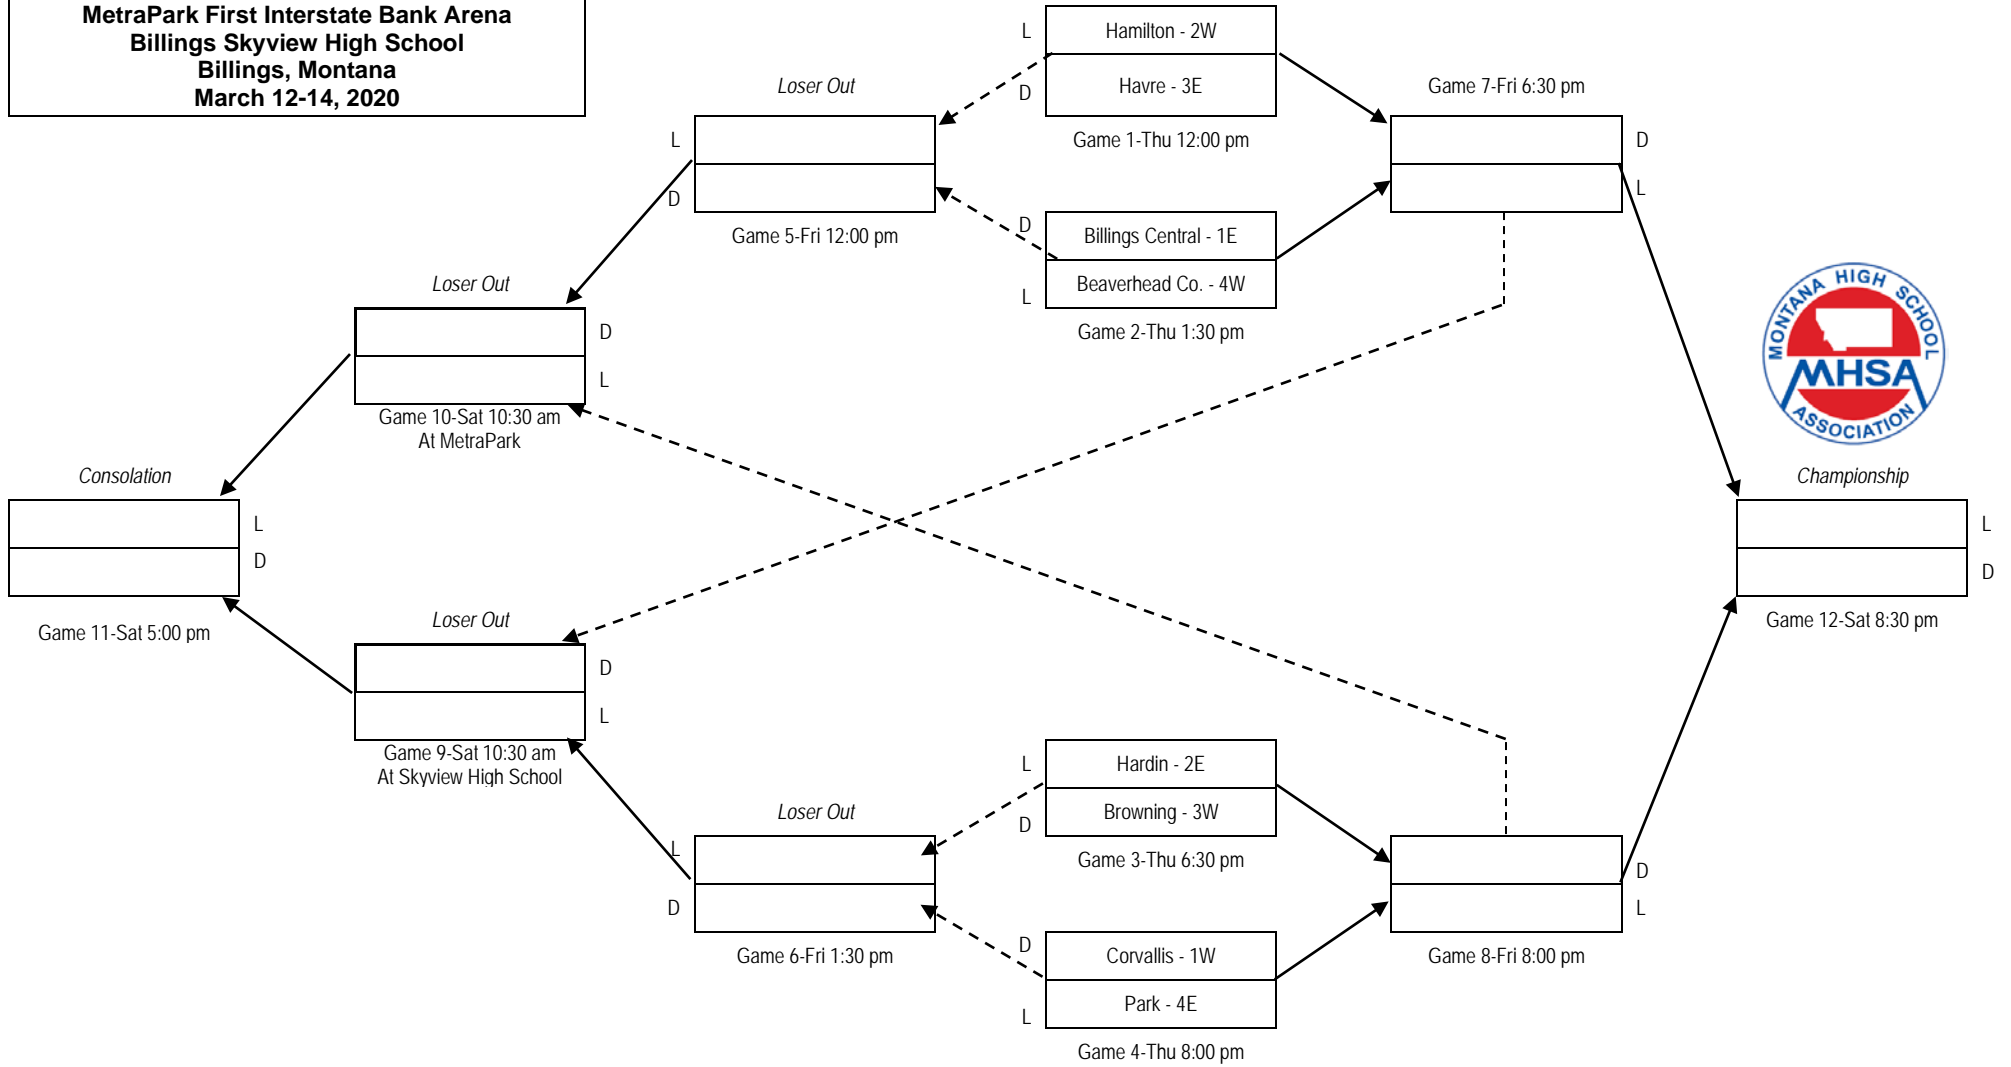 MetraPark First Interstate Bank Arena
Billings Skyview High School
Billings, Montana
March 12-14, 2020
L
Hamilton - 2W
D
Havre - 3E
Game 1-Thu 12:00 pm
Loser Out
L
D
Game 5-Fri 12:00 pm
Game 7-Fri 6:30 pm
D
L
D
Billings Central - 1E
L
Beaverhead Co. - 4W
Game 2-Thu 1:30 pm
Loser Out
D
L
Game 10-Sat 10:30 am
At MetraPark
MONTANA HIGH SCHOOL
MHSA
ASSOCIATION
Consolation
L
D
Game 11-Sat 5:00 pm
Championship
L
D
Game 12-Sat 8:30 pm
Loser Out
D
L
Game 9-Sat 10:30 am
At Skyview High School
L
Hardin - 2E
D
Browning - 3W
Game 3-Thu 6:30 pm
Loser Out
L
D
Game 6-Fri 1:30 pm
D
L
Game 8-Fri 8:00 pm
D
Corvallis - 1W
L
Park - 4E
Game 4-Thu 8:00 pm